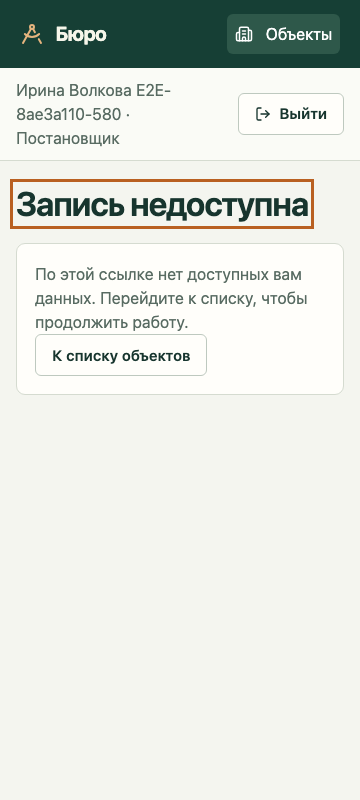 Бюро
Объекты
Ирина Волкова E2E-
8ae3a110-580 ·
Постановщик
Выйти
Запись недоступна
По этой ссылке нет доступных вам
данных. Перейдите к списку, чтобы
продолжить работу.
К списку объектов